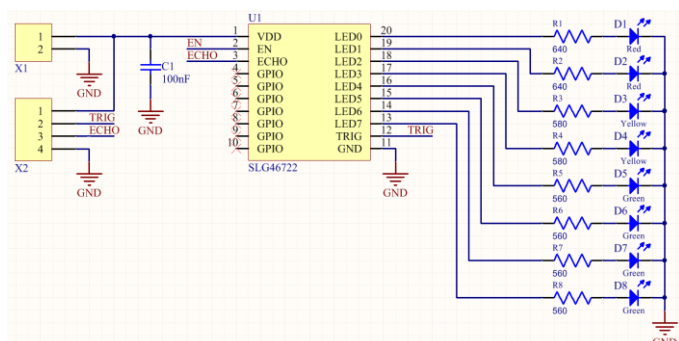 X1
1
2
GND
X2
1
2
3
4
TRIG
ECHO
GND
C1
100nF
GND
EN
ECHO
U1
SLG46722
1 VDD LED0 20
2 EN LED1 19
3 ECHO LED2 18
4 GPIO LED3 17
5 GPIO LED4 16
6 GPIO LED5 15
7 GPIO LED6 14
8 GPIO LED7 13
9 GPIO TRIG 12 TRIG
10 GPIO GND 11
GND
R1 D1
640 Red
R2 D2
640 Red
R3 D3
580 Yellow
R4 D4
580 Yellow
R5 D5
560 Green
R6 D6
560 Green
R7 D7
560 Green
R8 D8
560 Green
GND